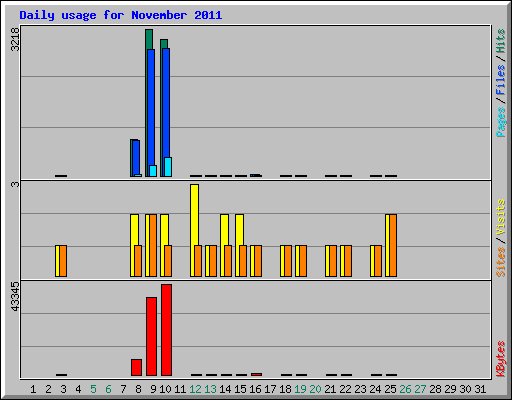 Daily usage for November 2011
3218
3
43345
Pages / Files / Hits
Sites / Visits
KBytes
1 2 3 4 5 6 7 8 9 10 11 12 13 14 15 16 17 18 19 20 21 22 23 24 25 26 27 28 29 30 31